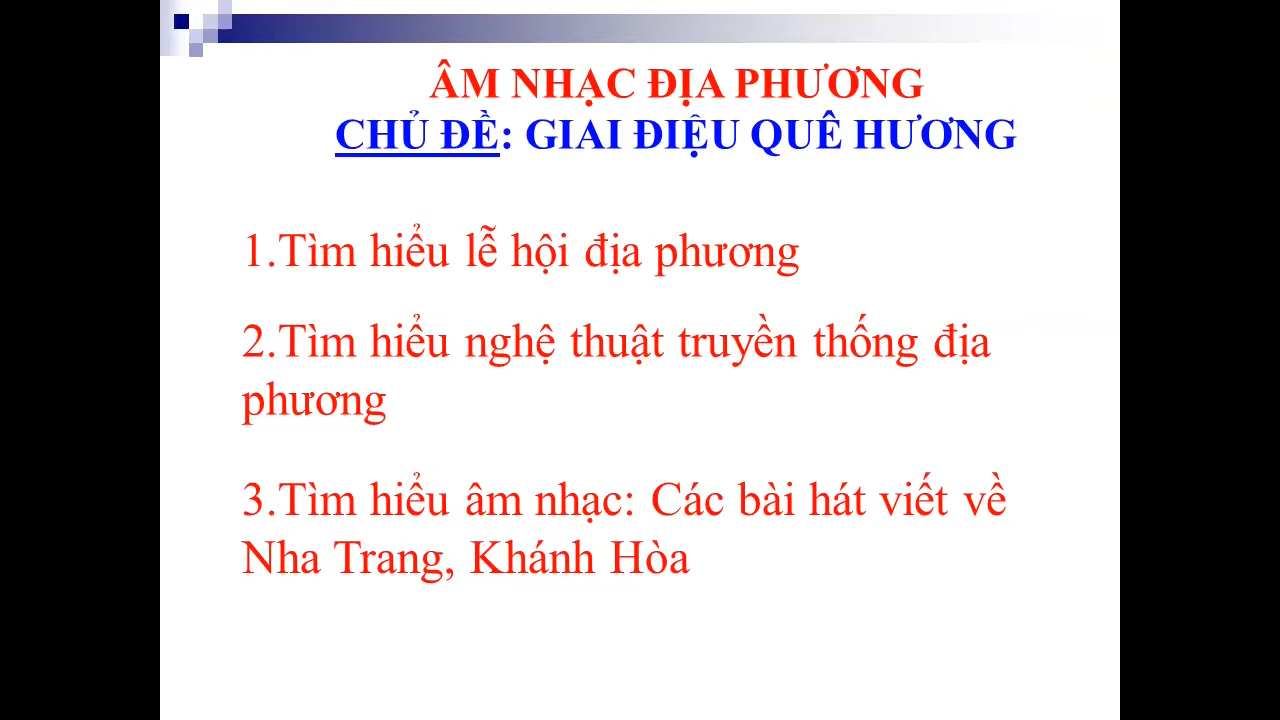 ÂM NHẠC ĐỊA PHƯƠNG
CHỦ ĐỀ: GIAI ĐIỆU QUÊ HƯƠNG
1.Tìm hiểu lễ hội địa phương
2.Tìm hiểu nghệ thuật truyền thống địa
phương
3.Tìm hiểu âm nhạc: Các bài hát viết về
Nha Trang, Khánh Hòa